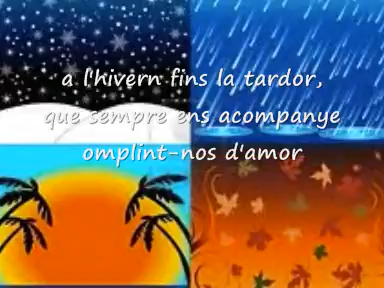 a l'hivern fins la tardor,
que sempre ens acompanye
omplint-nos d'amor